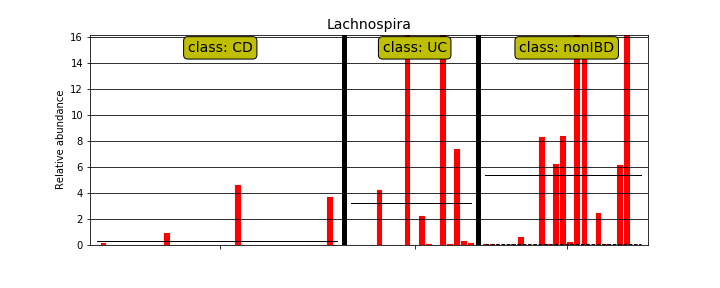 Lachnospira
class: CD
class: UC
class: nonIBD
Relative abundance
16
14
12
10
8
6
4
2
0